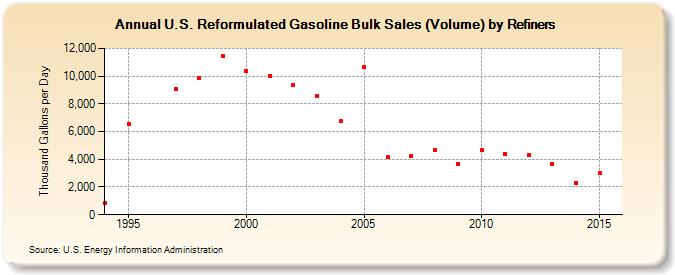 Annual U.S. Reformulated Gasoline Bulk Sales (Volume) by Refiners
Thousand Gallons per Day
12,000
10,000
8,000
6,000
4,000
2,000
0
1995 2000 2005 2010 2015
Source: U.S. Energy Information Administration